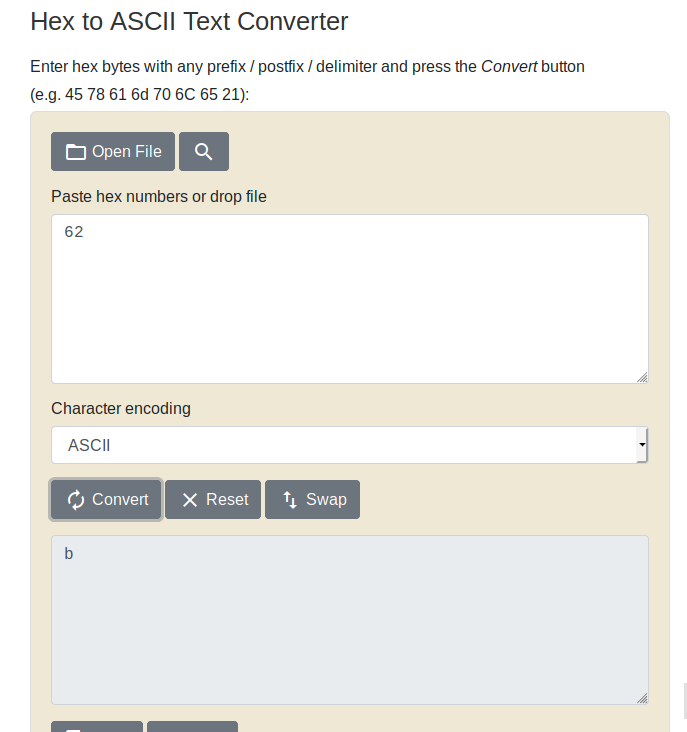 Hex to ASCII Text Converter
Enter hex bytes with any prefix / postfix / delimiter and press the Convert button
(e.g. 45 78 61 6d 70 6C 65 21):
Open File
Paste hex numbers or drop file
62
Character encoding
ASCII
Convert Reset Swap
b